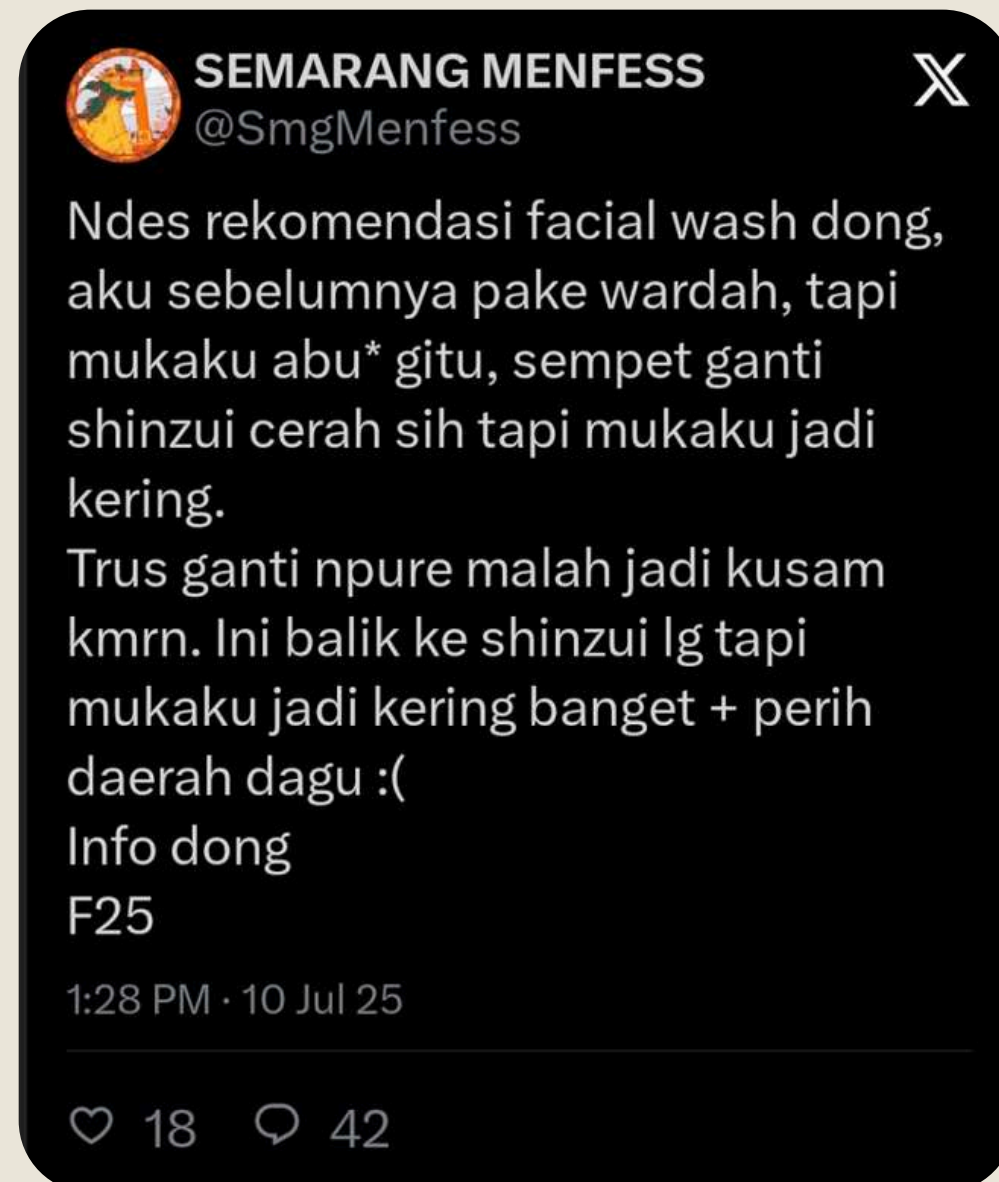 SEMARANG MENFESS
@SmgMenfess
Ndes rekomendasi facial wash dong,
aku sebelumnya pake wardah, tapi
mukaku abu* gitu, sempet ganti
shinzui cerah sih tapi mukaku jadi
kering.
Trus ganti npure malah jadi kusam
kmrn. Ini balik ke shinzui lg tapi
mukaku jadi kering banget + perih
daerah dagu :(
Info dong
F25
1:28 PM · 10 Jul 25
18 42